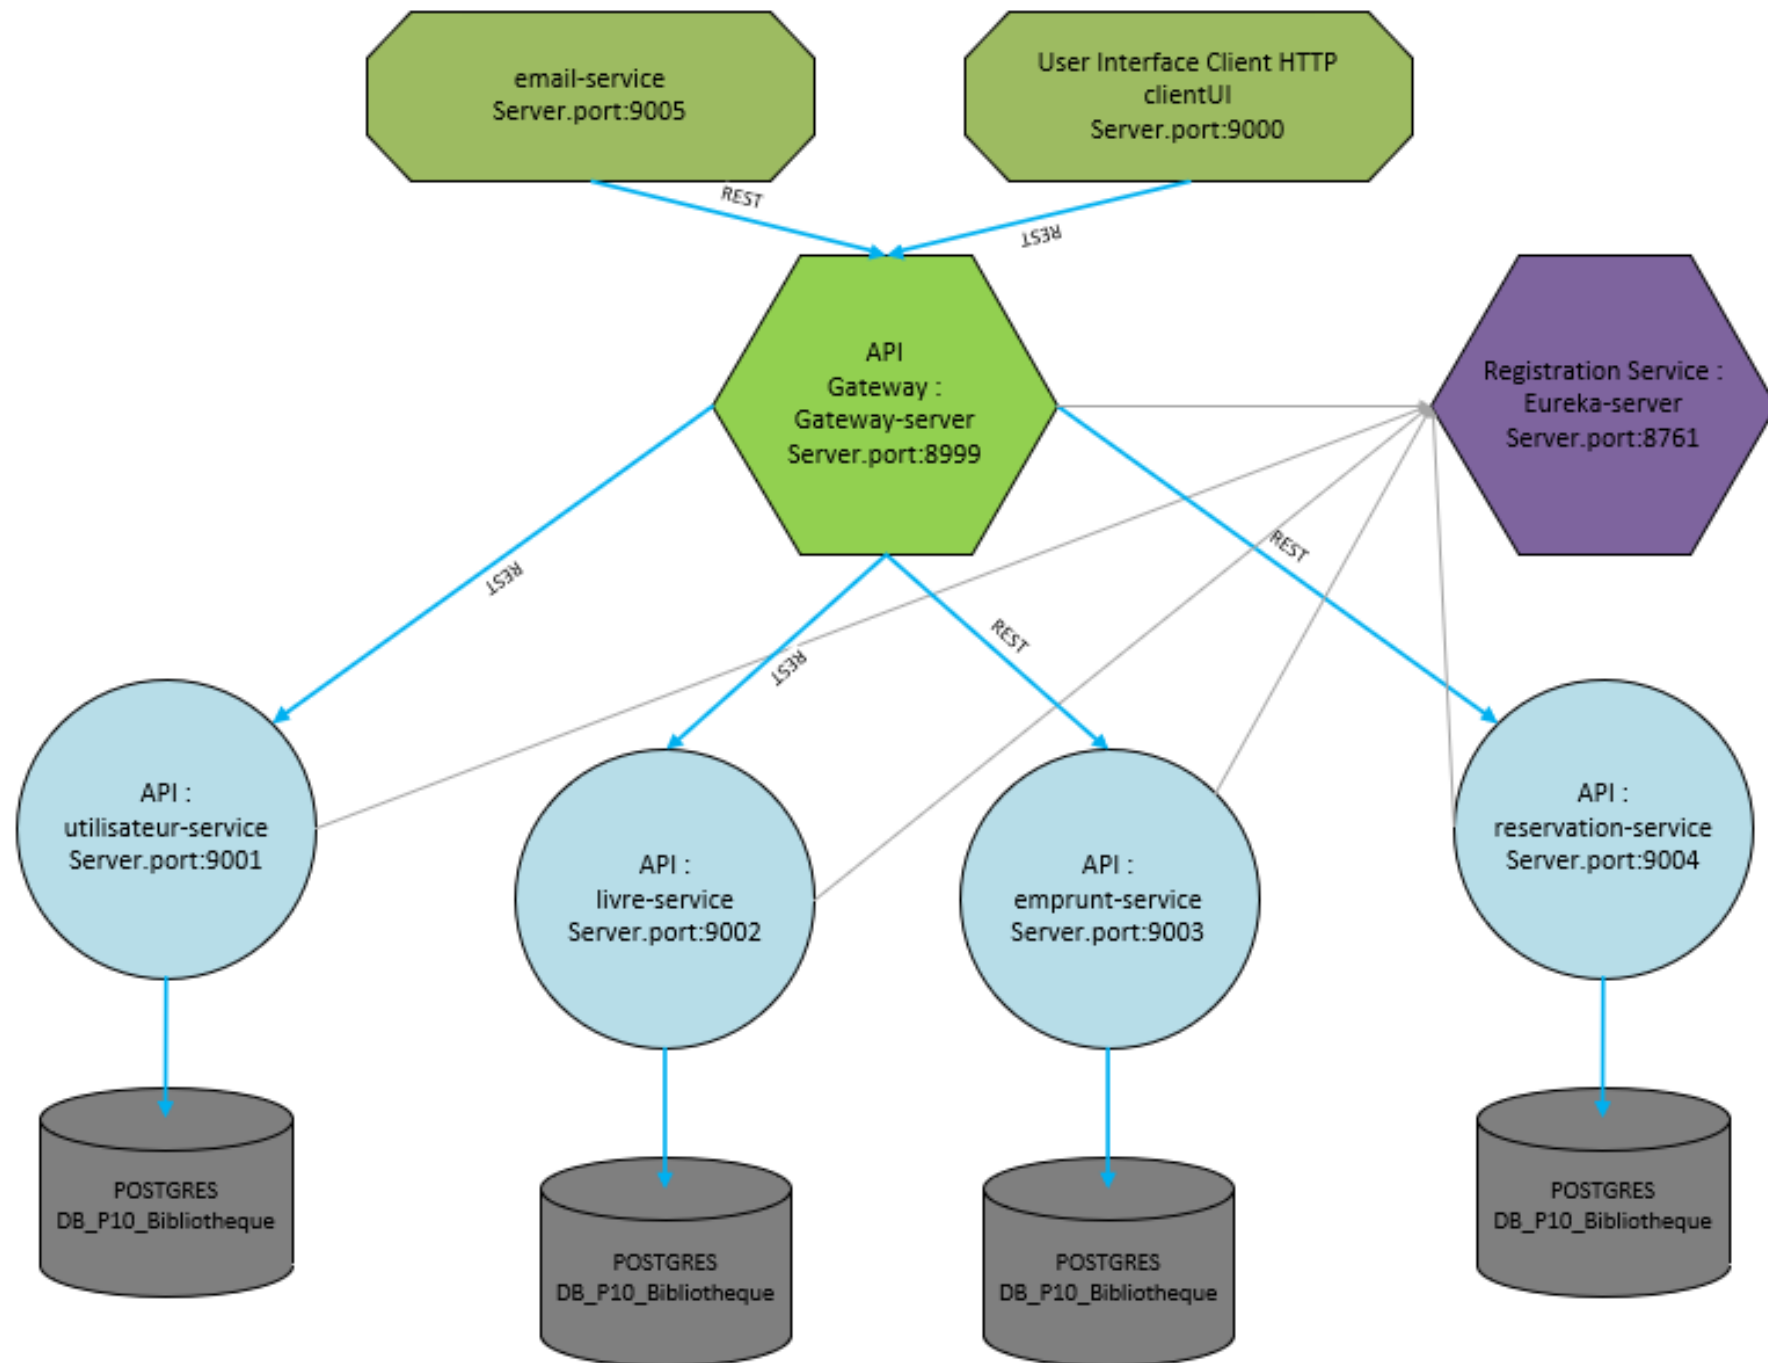 email-service
Server.port:9005
User Interface Client HTTP
clientUI
Server.port:9000
REST
REST
API
Gateway :
Gateway-server
Server.port:8999
Registration Service :
Eureka-server
Server.port:8761
REST
REST
REST
REST
API :
utilisateur-service
Server.port:9001
API :
livre-service
Server.port:9002
API :
emprunt-service
Server.port:9003
API :
reservation-service
Server.port:9004
POSTGRES
DB_P10_Bibliotheque
POSTGRES
DB_P10_Bibliotheque
POSTGRES
DB_P10_Bibliotheque
POSTGRES
DB_P10_Bibliotheque